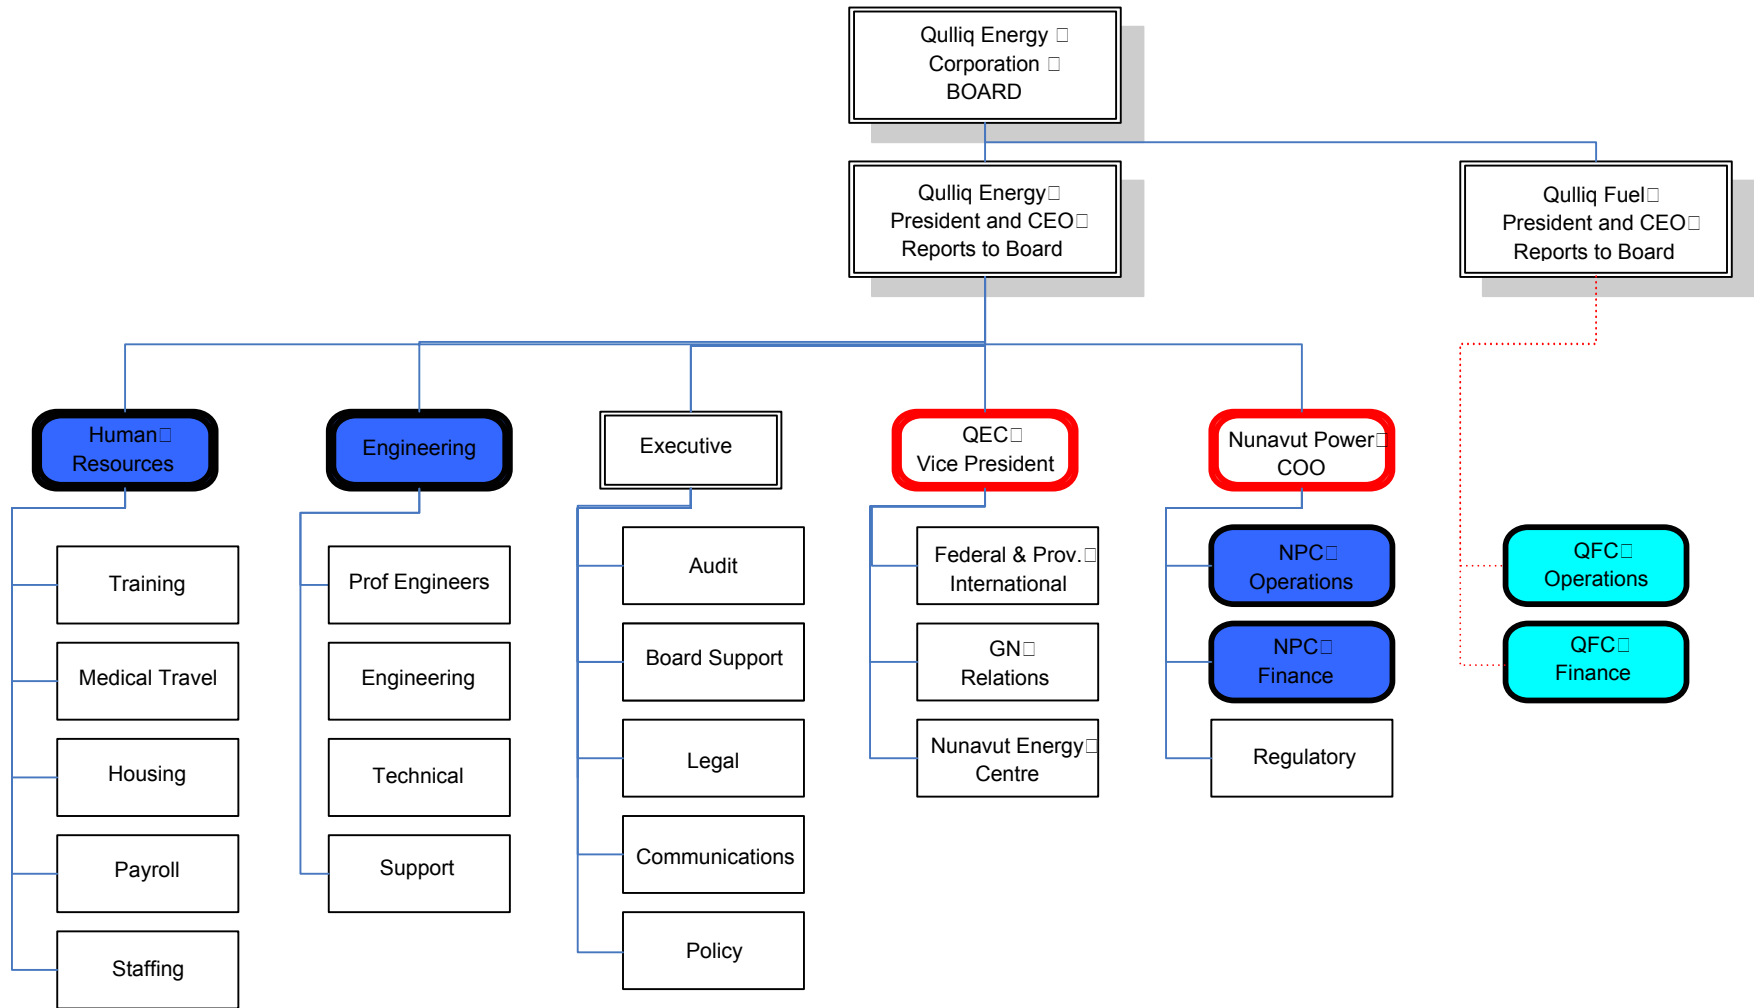 Qulliq Energy
Corporation
BOARD
Qulliq Energy
President and CEO
Reports to Board
Qulliq Fuel
President and CEO
Reports to Board
Human
Resources
Engineering
Executive
QEC
Vice President
Nunavut Power
COO
Training
Medical Travel
Housing
Payroll
Staffing
Prof Engineers
Engineering
Technical
Support
Audit
Board Support
Legal
Communications
Policy
Federal & Prov.
International
GN
Relations
Nunavut Energy
Centre
NPC
Operations
NPC
Finance
Regulatory
QFC
Operations
QFC
Finance